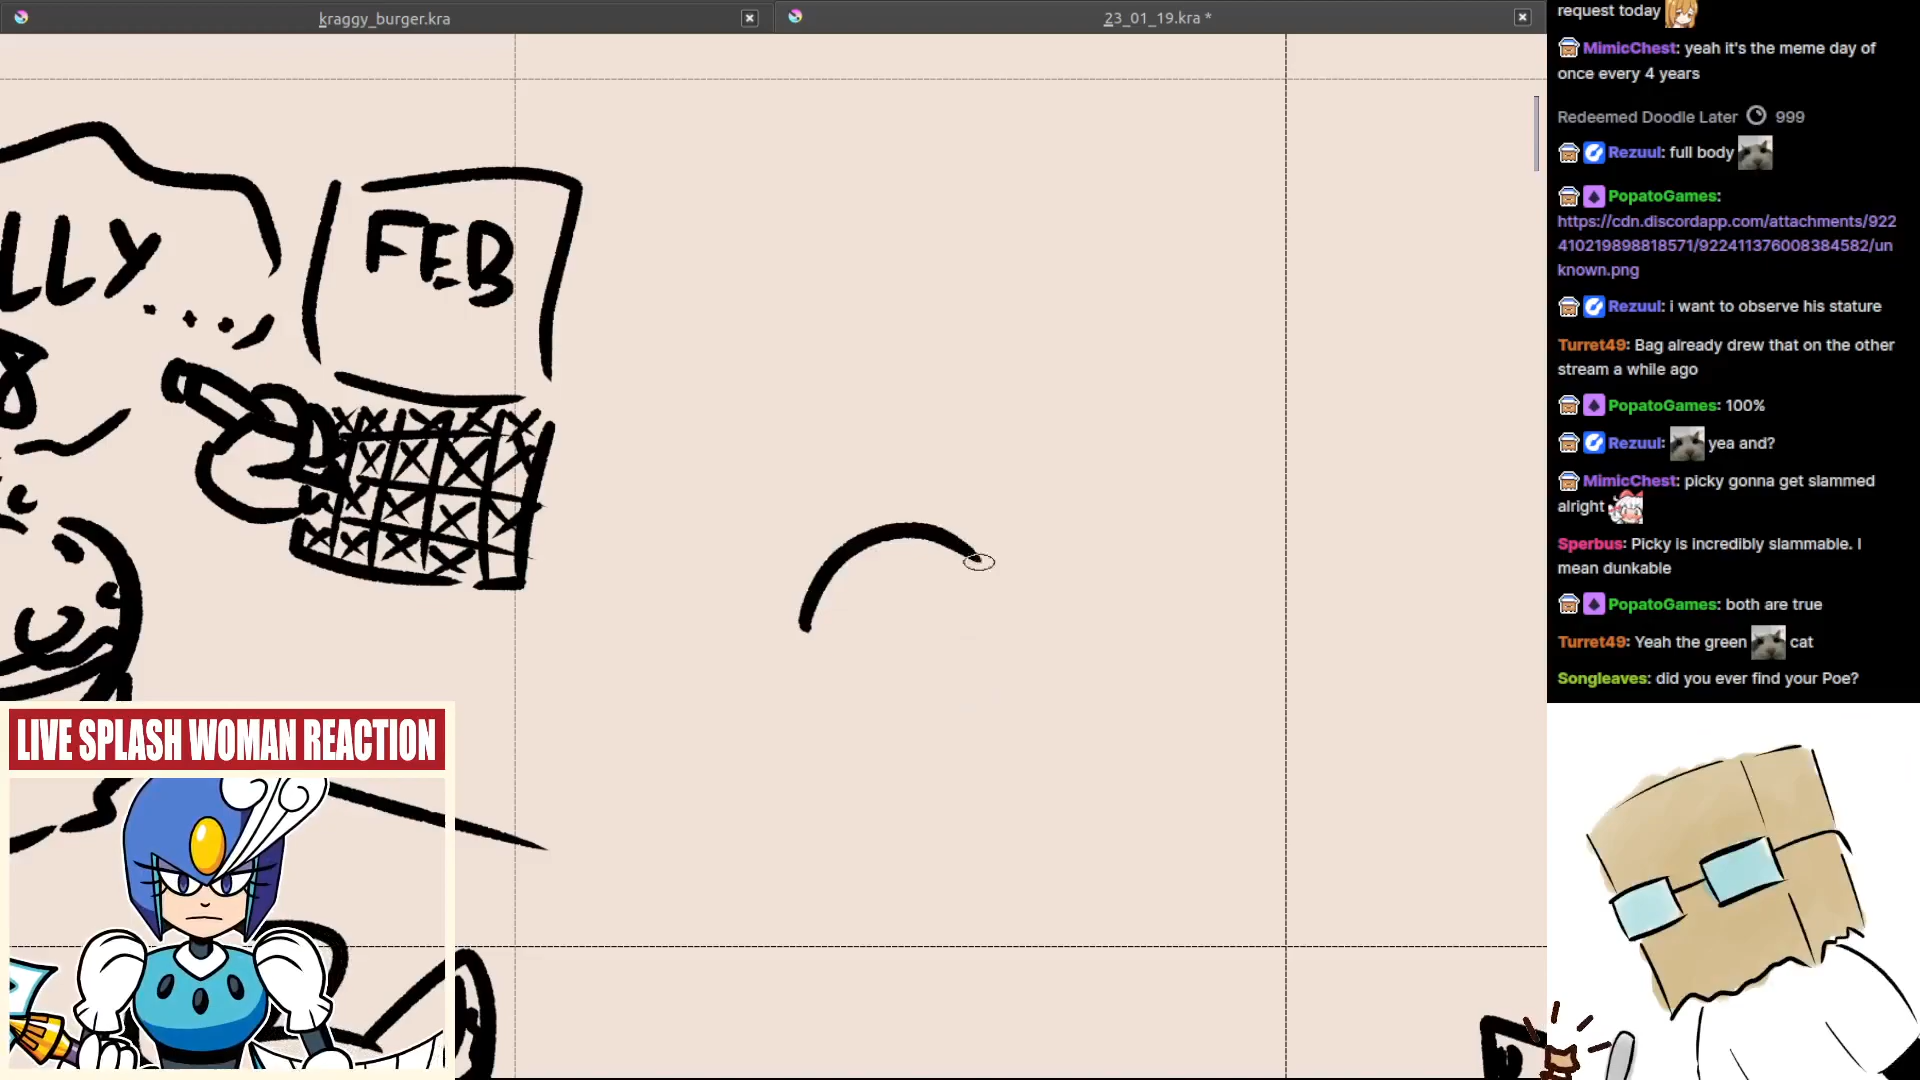 kraggy_burger.kra
23_01_19.kra *
LLY....
FEB
LIVE SPLASH WOMAN REACTION
request today
MimicChest: yeah it's the meme day of
once every 4 years
Redeemed Doodle Later 999
Rezuul: full body
PopatoGames:
https://cdn.discordapp.com/attachments/922
410219898818571/922411376008384582/un
known.png
Rezuul: i want to observe his stature
Turret49: Bag already drew that on the other
stream a while ago
PopatoGames: 100%
Rezuul: yea and?
MimicChest: picky gonna get slammed
alright
Sperbus: Picky is incredibly slammable. I
mean dunkable
PopatoGames: both are true
Turret49: Yeah the green cat
Songleaves: did you ever find your Poe?